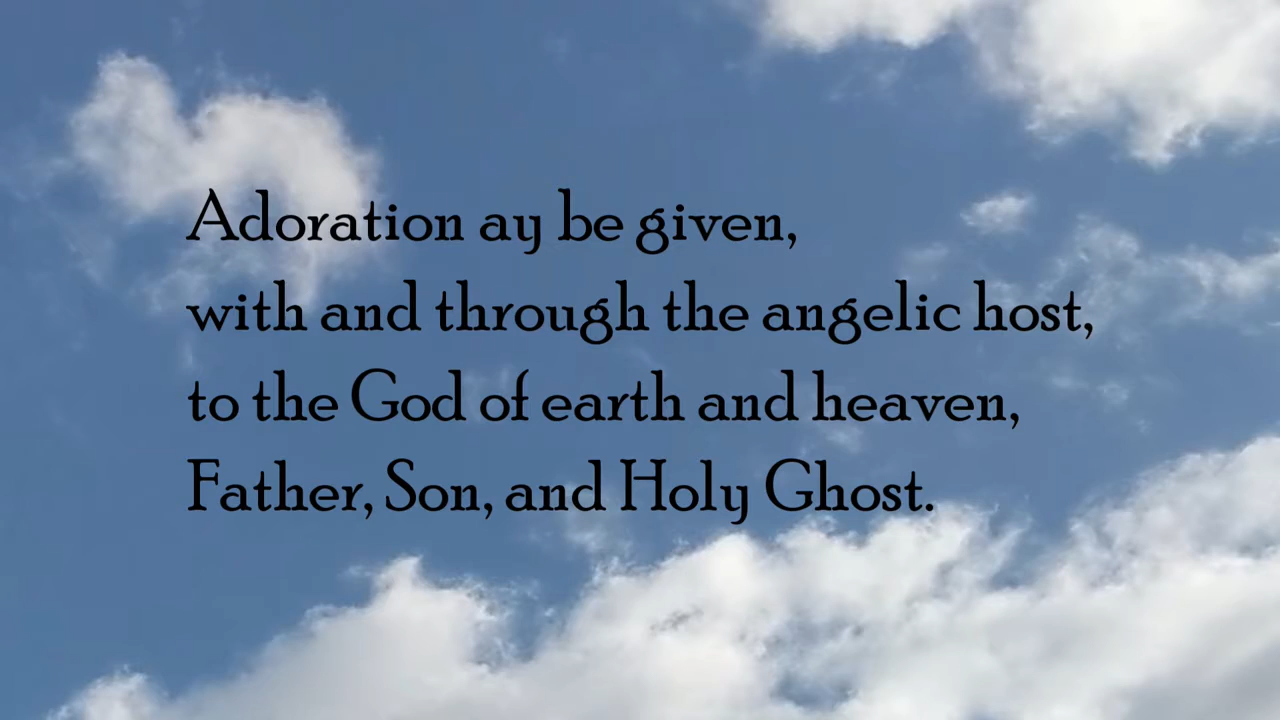 Adoration ay be given,
with and through the angelic host,
to the God of earth and heaven,
Father, Son, and Holy Ghost.